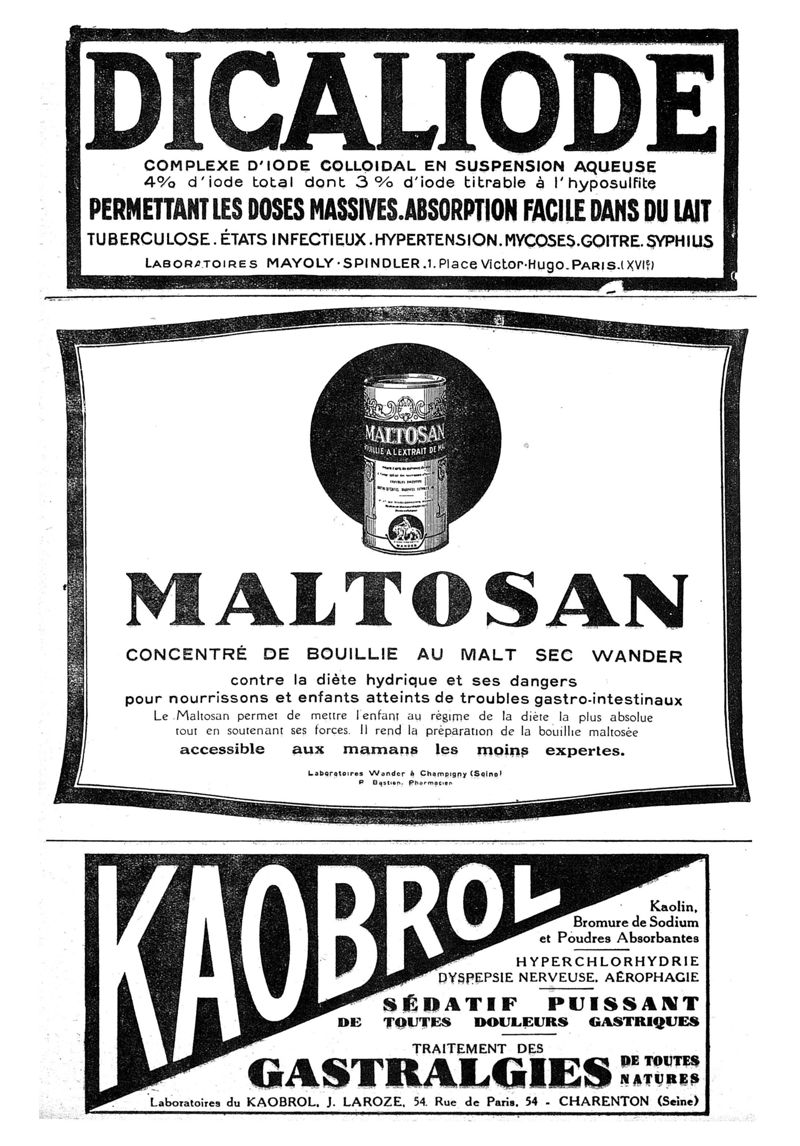 DICALIODE
COMPLEXE D'IODE COLLOIDAL EN SUSPENSION AQUEUSE
4% d'iode total dont 3% d'iode titrable à l'hyposulfite
PERMETTANT LES DOSES MASSIVES. ABSORPTION FACILE DANS DU LAIT
TUBERCULOSE. ÉTATS INFECTIEUX. HYPERTENSION. MYCOSES. GOITRE. SYPHILIS
LABORATOIRES MAYOLY-SPINDLER. 1. Place Victor-Hugo. PARIS. (XVIe)
MALTOSAN
BOUILLIE A L'EXTRAIT DE
WANDER
MALTOSAN
CONCENTRÉ DE BOUILLIE AU MALT SEC WANDER
contre la diète hydrique et ses dangers
pour nourrissons et enfants atteints de troubles gastro-intestinaux
Le Maltosan permet de mettre l'enfant au régime de la diète la plus absolue
tout en soutenant ses forces. Il rend la préparation de la bouillie maltosée
accessible aux mamans les moins expertes.
Laboratoires Wander à Champigny (Seine)
P. Bastien, Pharmacien
KAOBROL
Kaolin,
Bromure de Sodium
et Poudres Absorbantes
HYPERCHLORHYDRIE
DYSPEPSIE NERVEUSE, AÉROPHAGIE
SÉDATIF PUISSANT
DE TOUTES DOULEURS GASTRIQUES
TRAITEMENT DES
GASTRALGIES DE TOUTES NATURES
Laboratoires du KAOBROL, J. LAROZE, 54, Rue de Paris, 54 - CHARENTON (Seine)